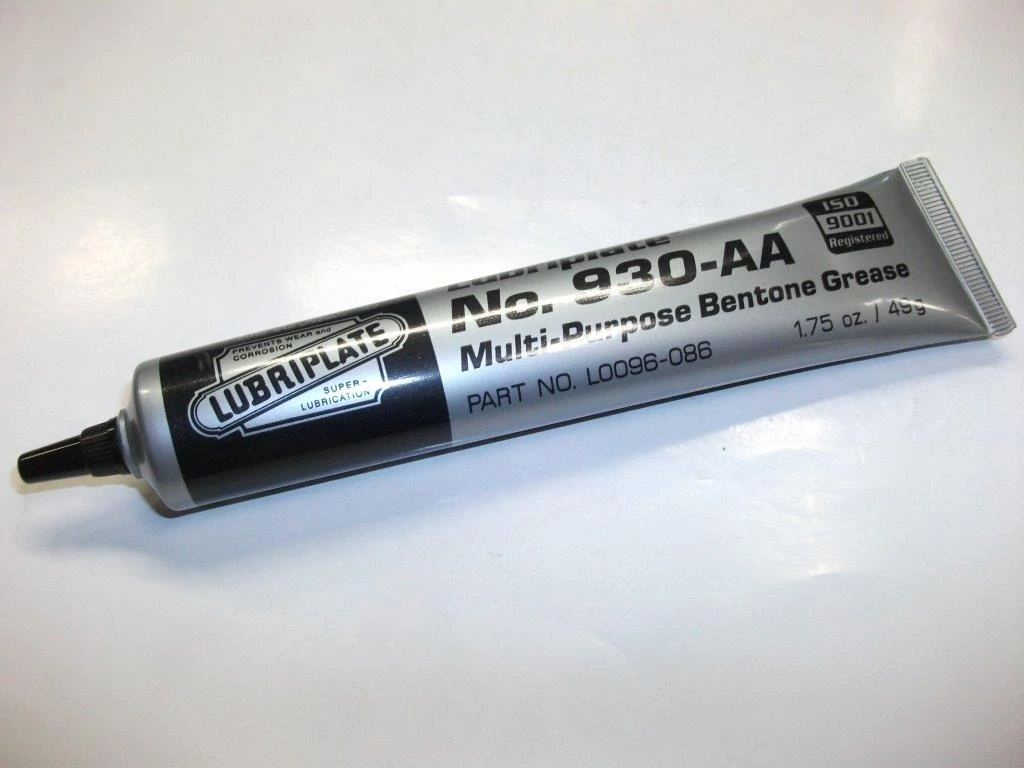 PREVENTS WEAR and
CORROSION
LUBRIPLATE
SUPER-
LUBRICATION
Lubriplate
No. 930-AA
Multi-Purpose Bentone Grease
PART NO. L0096-086
1.75 oz. / 49g
ISO
9001
Registered